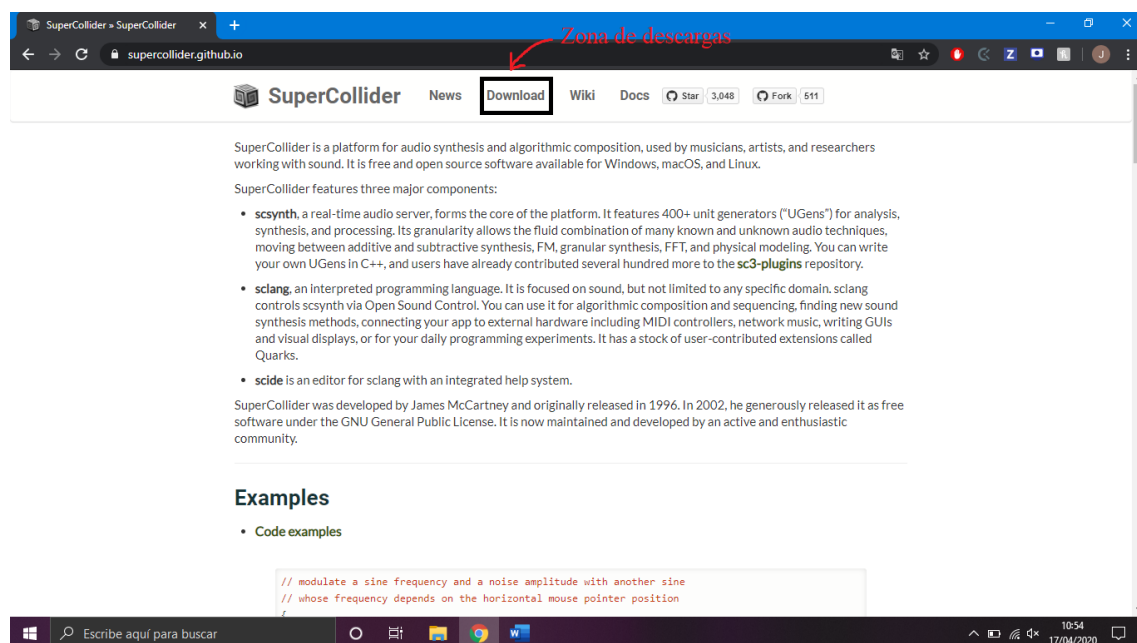 SuperCollider » SuperCollider
Zona de descargas
supercollider.github.io
Z
J
SuperCollider News Download Wiki Docs Star 3,048 Fork 511
SuperCollider is a platform for audio synthesis and algorithmic composition, used by musicians, artists, and researchers
working with sound. It is free and open source software available for Windows, macOS, and Linux.
SuperCollider features three major components:
• scsynth, a real-time audio server, forms the core of the platform. It features 400+ unit generators (“UGens”) for analysis,
synthesis, and processing. Its granularity allows the fluid combination of many known and unknown audio techniques,
moving between additive and subtractive synthesis, FM, granular synthesis, FFT, and physical modeling. You can write
your own UGens in C++, and users have already contributed several hundred more to the sc3-plugins repository.
• sclang, an interpreted programming language. It is focused on sound, but not limited to any specific domain. sclang
controls scsynth via Open Sound Control. You can use it for algorithmic composition and sequencing, finding new sound
synthesis methods, connecting your app to external hardware including MIDI controllers, network music, writing GUIs
and visual displays, or for your daily programming experiments. It has a stock of user-contributed extensions called
Quarks.
• scide is an editor for sclang with an integrated help system.
SuperCollider was developed by James McCartney and originally released in 1996. In 2002, he generously released it as free
software under the GNU General Public License. It is now maintained and developed by an active and enthusiastic
community.
Examples
• Code examples
// modulate a sine frequency and a noise amplitude with another sine
// whose frequency depends on the horizontal mouse pointer position
{
Escribe aquí para buscar
10:54
17/04/2020